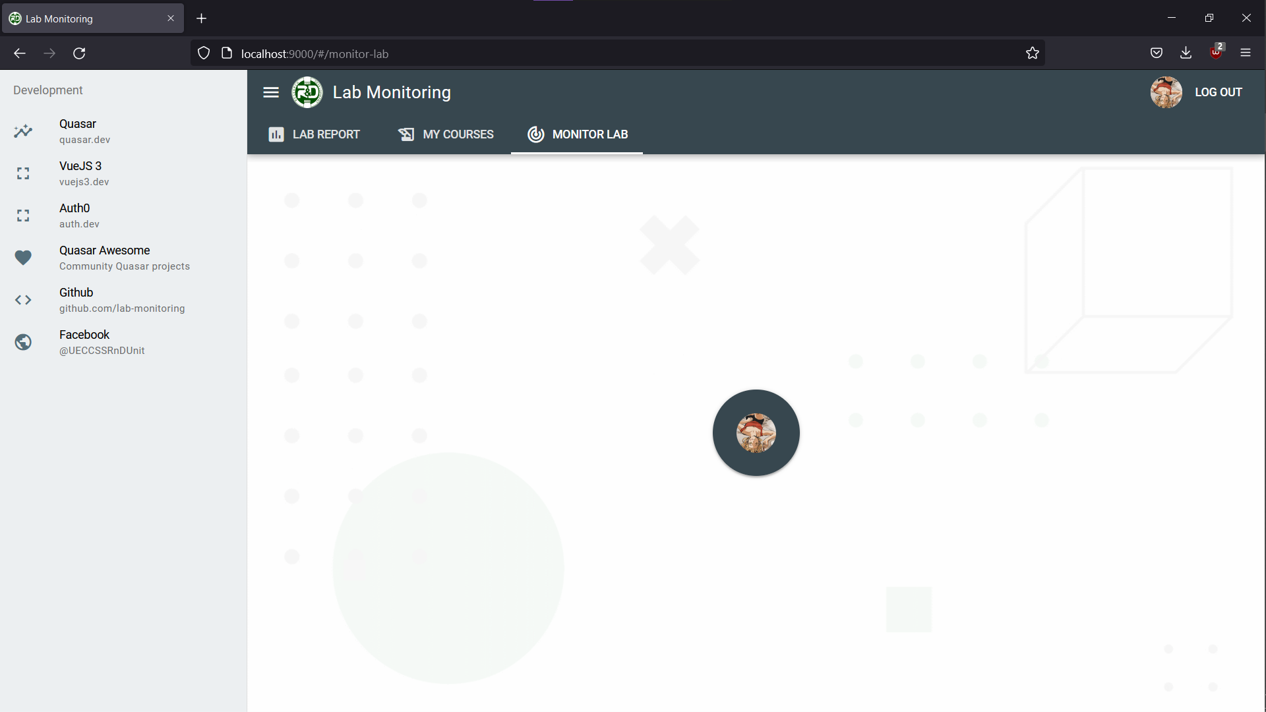 Lab Monitoring
localhost:9000/#/monitor-lab
2
Development
Quasar
quasar.dev
VueJS 3
vuejs3.dev
Auth0
auth.dev
Quasar Awesome
Community Quasar projects
Github
github.com/lab-monitoring
Facebook
@UECCSSRnDUnit
R&D
Lab Monitoring
LOG OUT
LAB REPORT
MY COURSES
MONITOR LAB